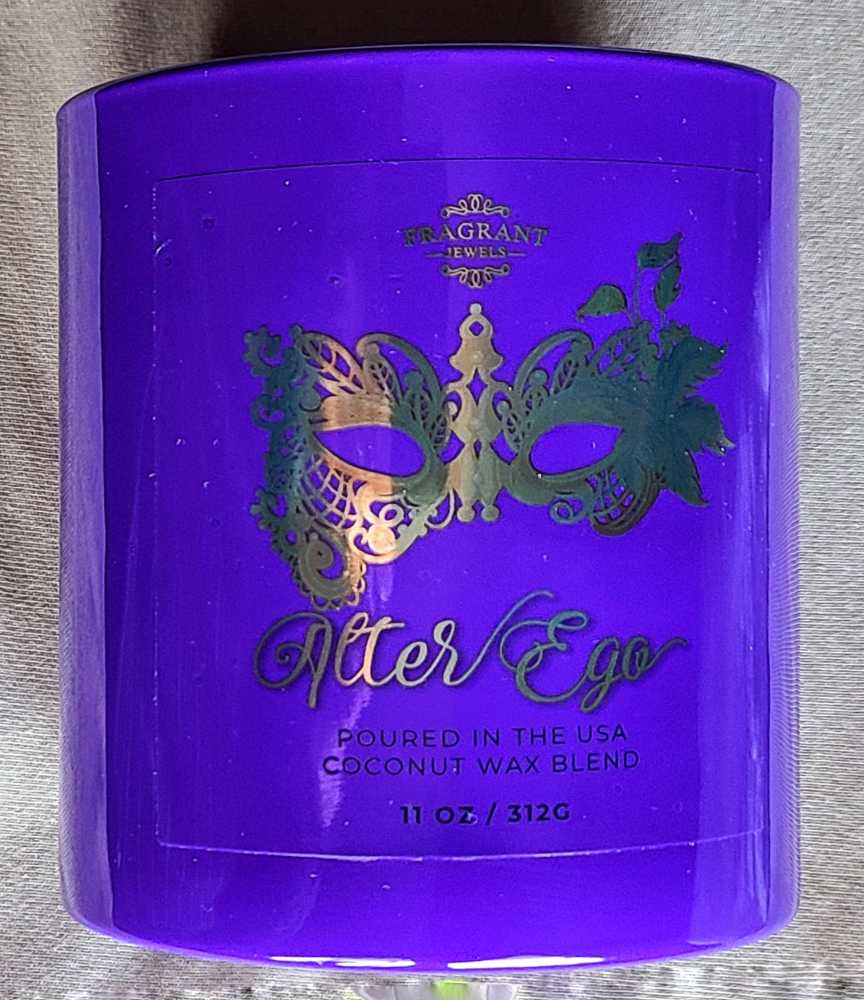 FRAGRANT
JEWELS
Alter Ego
POURED IN THE USA
COCONUT WAX BLEND
11 OZ / 312G